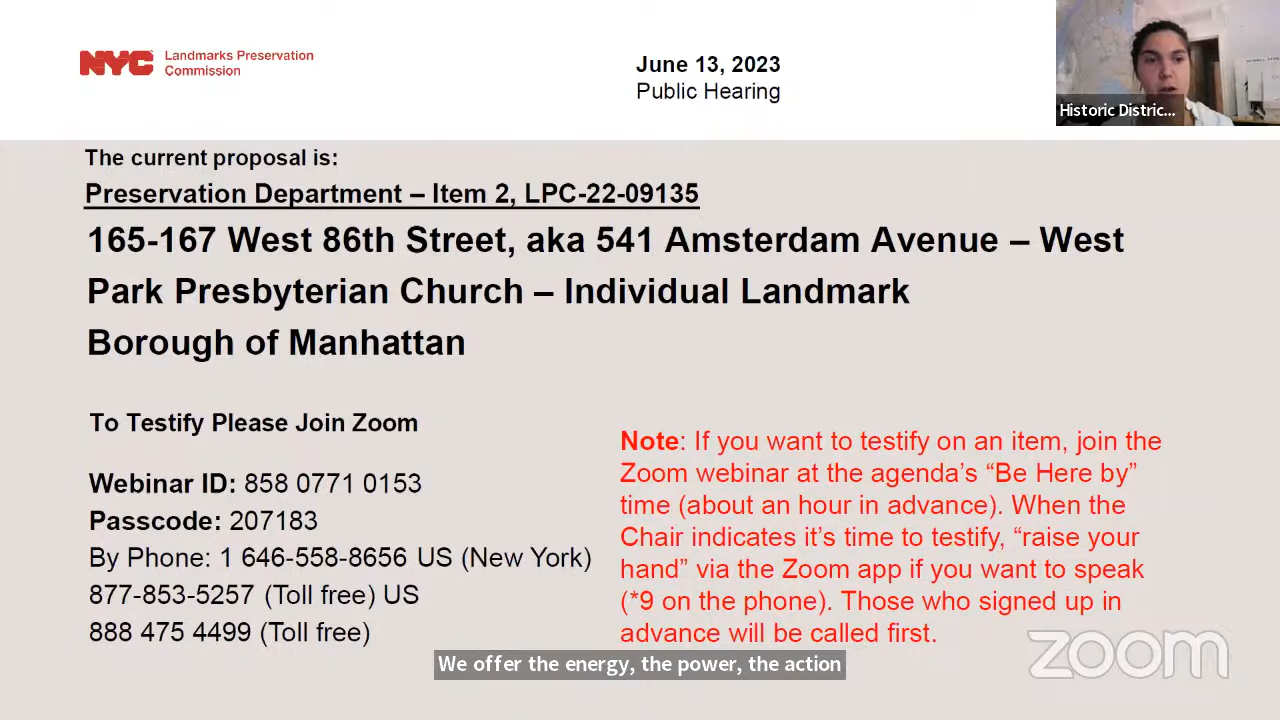 NYC
Landmarks Preservation
Commission
June 13, 2023
Public Hearing
Historic Distric...
The current proposal is:
Preservation Department – Item 2, LPC-22-09135
165-167 West 86th Street, aka 541 Amsterdam Avenue – West
Park Presbyterian Church – Individual Landmark
Borough of Manhattan
To Testify Please Join Zoom
Webinar ID: 858 0771 0153
Passcode: 207183
By Phone: 1 646-558-8656 US (New York)
877-853-5257 (Toll free) US
888 475 4499 (Toll free)
Note: If you want to testify on an item, join the
Zoom webinar at the agenda’s “Be Here by”
time (about an hour in advance). When the
Chair indicates it’s time to testify, “raise your
hand” via the Zoom app if you want to speak
(*9 on the phone). Those who signed up in
advance will be called first.
zoom
We offer the energy, the power, the action